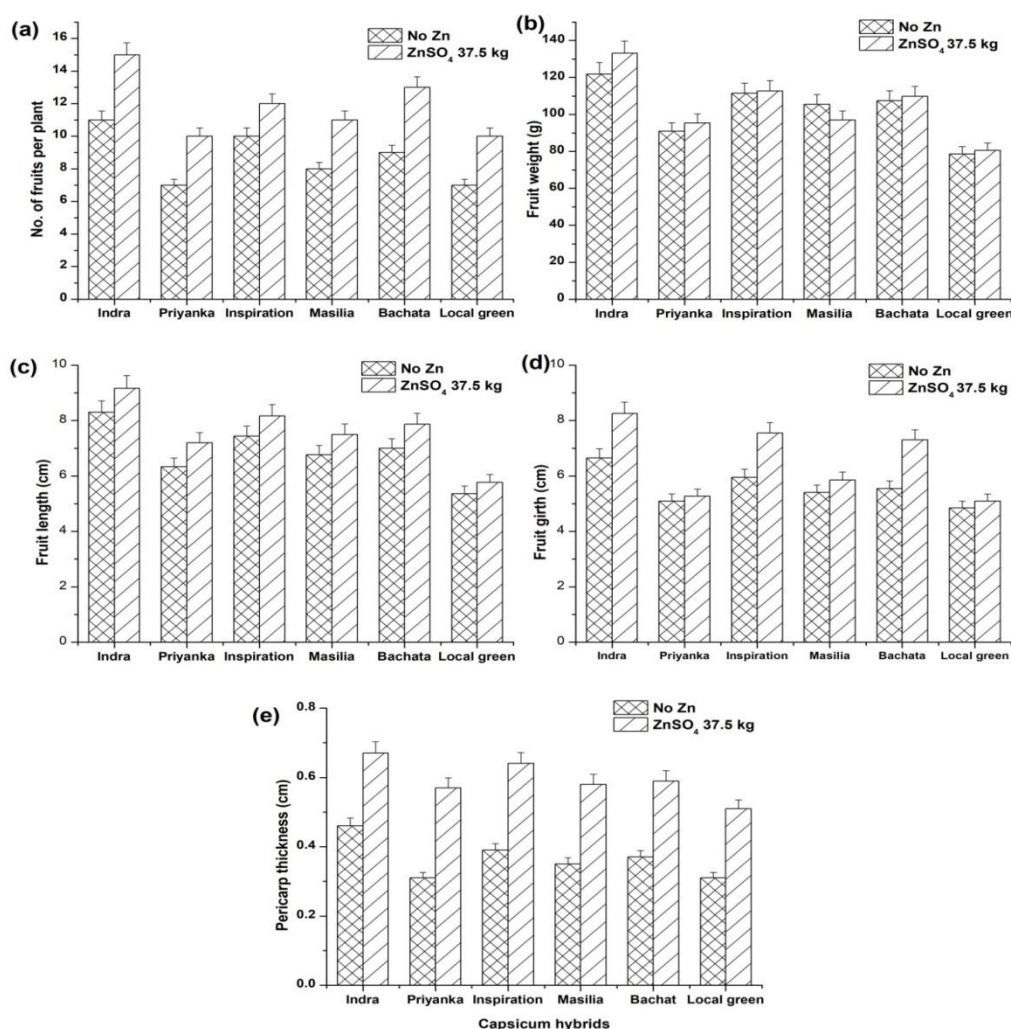 (a)
No Zn
ZnSO4 37.5 kg
No. of fruits per plant
16
14
12
10
8
6
4
2
0
Indra Priyanka Inspiration Masilia Bachata Local green
(b)
No Zn
ZnSO4 37.5 kg
Fruit weight (g)
140
120
100
80
60
40
20
0
Indra Priyanka Inspiration Masilia Bachata Local green
(c)
No Zn
ZnSO4 37.5 kg
Fruit length (cm)
10
8
6
4
2
0
Indra Priyanka Inspiration Masilia Bachata Local green
(d)
No Zn
ZnSO4 37.5 kg
Fruit girth (cm)
10
8
6
4
2
0
Indra Priyanka Inspiration Masilia Bachata Local green
(e)
No Zn
ZnSO4 37.5 kg
Pericarp thickness (cm)
0.8
0.6
0.4
0.2
0.0
Indra Priyanka Inspiration Masilia Bachat Local green
Capsicum hybrids